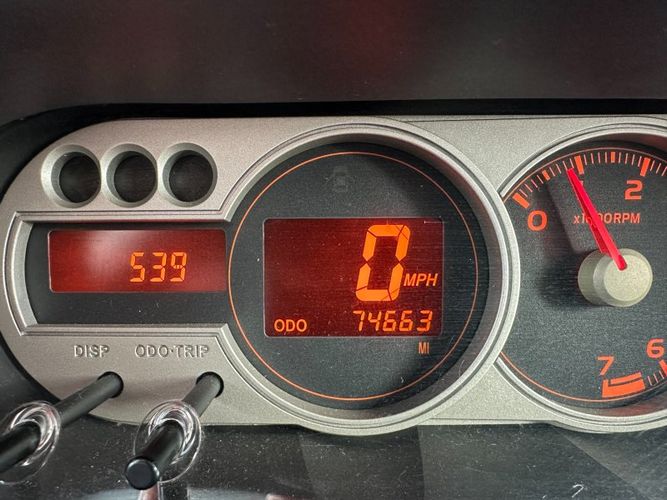 539
0 MPH
ODO 74663
MI
DISP ODO·TRIP
0 2
x1000RPM
7 6